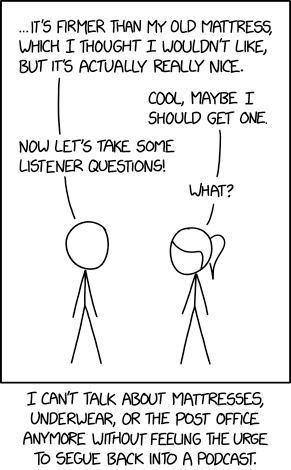 ...IT'S FIRMER THAN MY OLD MATTRESS,
WHICH I THOUGHT I WOULDN'T LIKE,
BUT IT'S ACTUALLY REALLY NICE.
COOL, MAYBE I
SHOULD GET ONE.
NOW LET'S TAKE SOME
LISTENER QUESTIONS!
WHAT?
I CAN'T TALK ABOUT MATTRESSES,
UNDERWEAR, OR THE POST OFFICE
ANYMORE WITHOUT FEELING THE URGE
TO SEGUE BACK INTO A PODCAST.